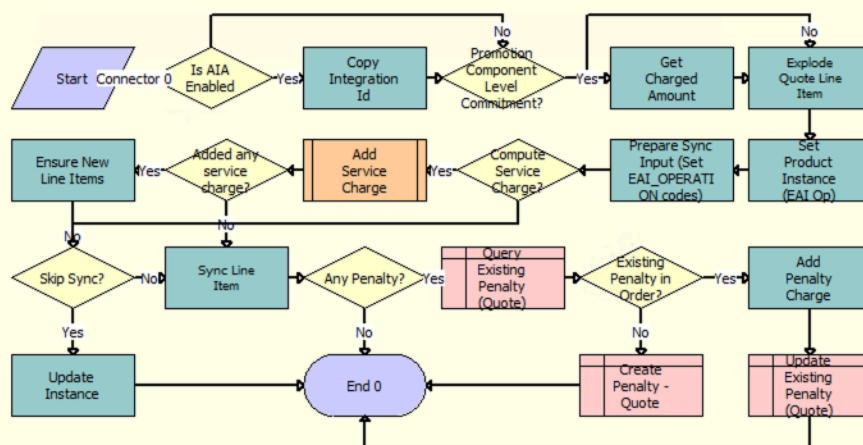 No
No
Start
Connector 0
Is AIA
Enabled
Yes
Copy
Integration
Id
Promotion
Component
Level
Commitment?
Yes
Get
Charged
Amount
Explode
Quote Line
Item
Ensure New
Line Items
Yes
Added any
service
charge?
Add
Service
Charge
Yes
Compute
Service
Charge?
Prepare Sync
Input (Set
EAI_OPERATI
ON codes)
Set
Product
Instance
(EAI Op)
No
No
Skip Sync?
No
Sync Line
Item
Any Penalty?
Yes
Query
Existing
Penalty
(Quote)
Existing
Penalty in
Order?
Yes
Add
Penalty
Charge
Yes
No
No
Update
Instance
End 0
Create
Penalty -
Quote
Update
Existing
Penalty
(Quote)